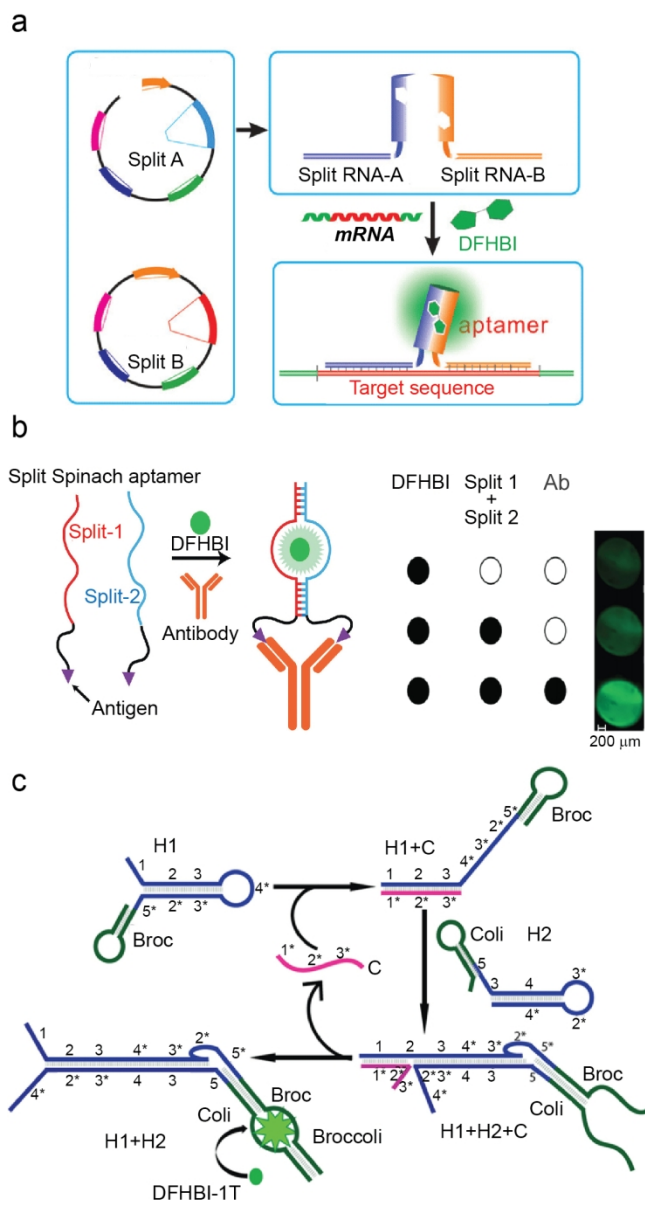 a
Split A
Split B
Split RNA-A
Split RNA-B
mRNA
DFHBI
aptamer
Target sequence
b
Split Spinach aptamer
Split-1
Split-2
Antigen
DFHBI
Antibody
DFHBI
Split 1
+
Split 2
Ab
200 μm
c
H1
1 2 3
4*
5* 2* 3*
Broc
H1+C
1 2 3
1* 2* 3*
4* 3* 2* 5*
Broc
1* 2* 3*
C
Coli H2
5
3 4 3*
4* 2*
1 2 3 4* 3* 2* 5*
4* 2* 3* 4 3 5
Coli
Broc
Broccoli
H1+H2
DFHBI-1T
1 2 3 4* 3* 2* 5*
1* 2* 3* 2* 3* 4 3 5
4*
Broc
Coli
H1+H2+C